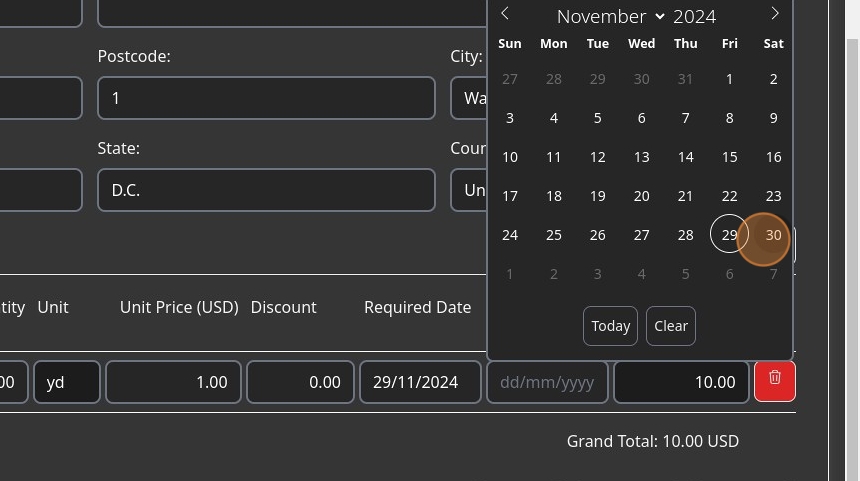 November 2024
Sun Mon Tue Wed Thu Fri Sat
Postcode: City:
27 28 29 30 31 1 2
1 Wa
3 4 5 6 7 8 9
State: Cour
10 11 12 13 14 15 16
D.C. Un
17 18 19 20 21 22 23
24 25 26 27 28 29 30
1 2 3 4 5 6 7
tity Unit Unit Price (USD) Discount Required Date
Today Clear
00 yd 1.00 0.00 29/11/2024 dd/mm/yyyy 10.00
Grand Total: 10.00 USD